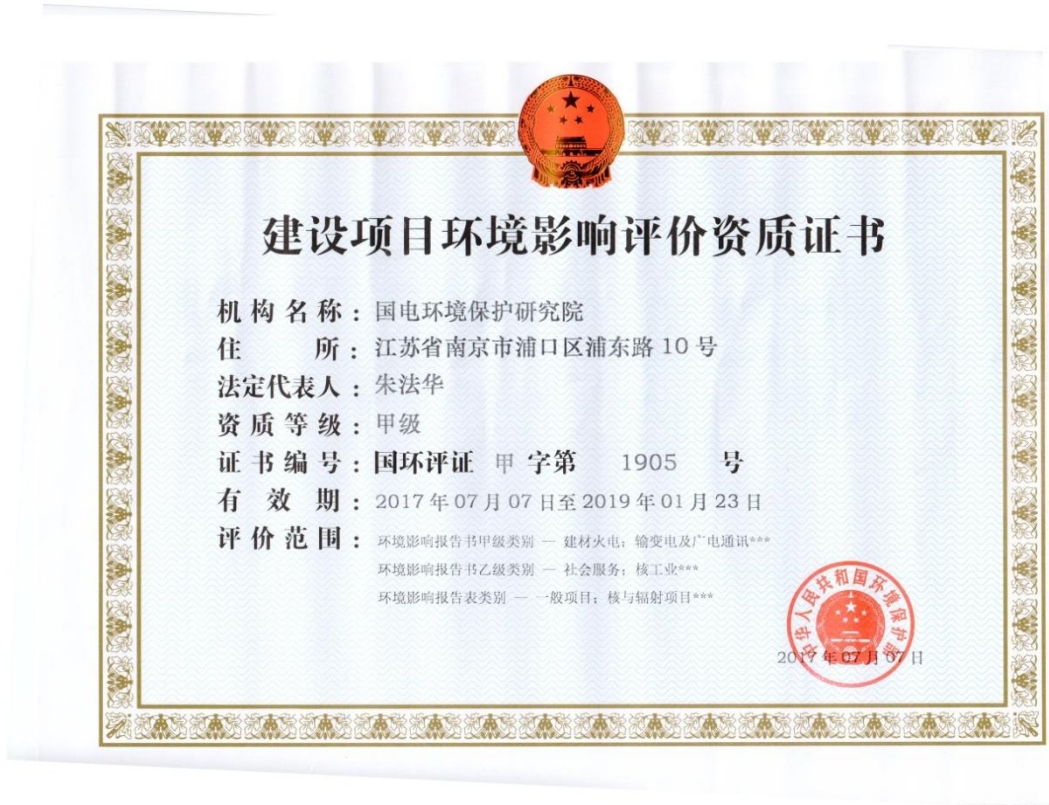 建设项目环境影响评价资质证书
机构名称：国电环境保护研究院
住所：江苏省南京市浦口区浦东路10号
法定代表人：朱法华
资质等级：甲级
证书编号：国环评证 甲 字第 1905 号
有效期：2017年07月07日至2019年01月23日
评价范围：环境影响报告书甲级类别 — 建材火电；输变电及广电通讯***
环境影响报告书乙级类别 — 社会服务；核工业***
环境影响报告表类别 — 一般项目；核与辐射项目***
中华人民共和国环境保护部
2017年07月07日